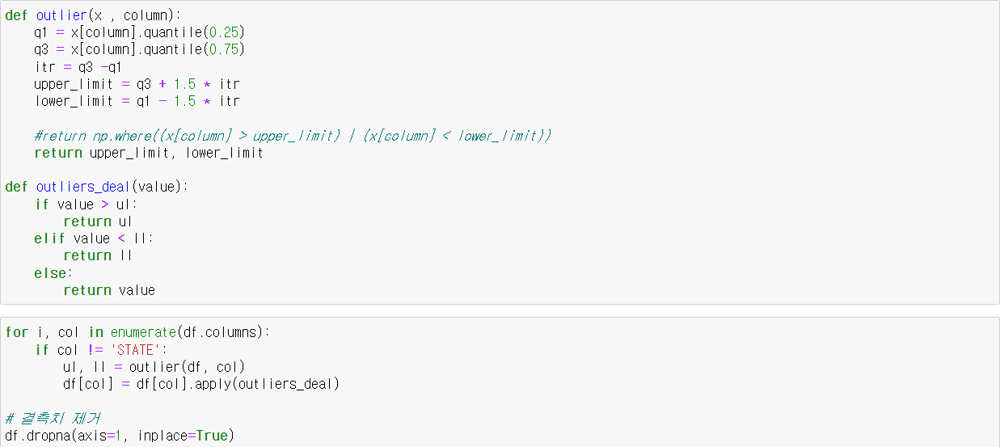 def outlier(x , column):
    q1 = x[column].quantile(0.25)
    q3 = x[column].quantile(0.75)
    itr = q3 -q1
    upper_limit = q3 + 1.5 * itr
    lower_limit = q1 - 1.5 * itr
    #return np.where((x[column] > upper_limit) | (x[column] < lower_limit))
    return upper_limit, lower_limit
def outliers_deal(value):
    if value > ul:
        return ul
    elif value < ll:
        return ll
    else:
        return value
for i, col in enumerate(df.columns):
    if col != 'STATE':
        ul, ll = outlier(df, col)
        df[col] = df[col].apply(outliers_deal)
# 결측치 제거
df.dropna(axis=1, inplace=True)